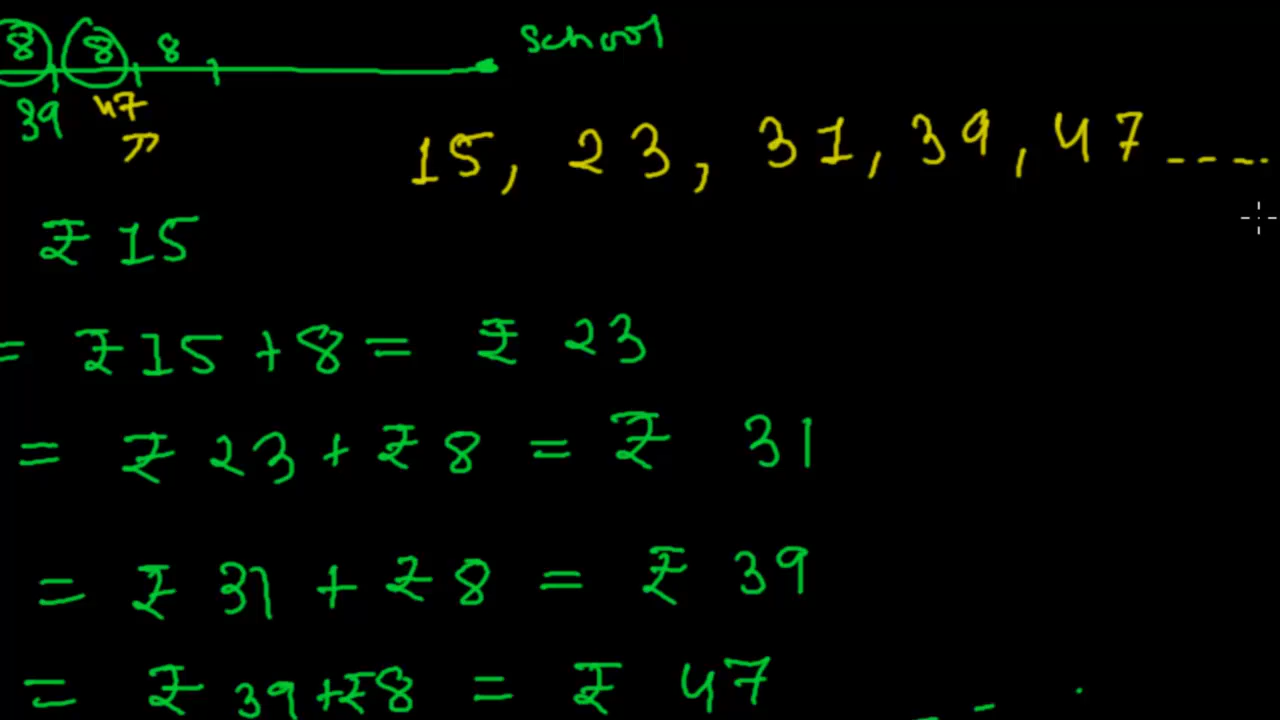 8 8 8 school
39 47
15, 23, 31, 39, 47 -----
₹ 15
= ₹ 15 + 8 = ₹ 23
= ₹ 23 + ₹ 8 = ₹ 31
= ₹ 31 + ₹ 8 = ₹ 39
= ₹ 39 + ₹ 8 = ₹ 47